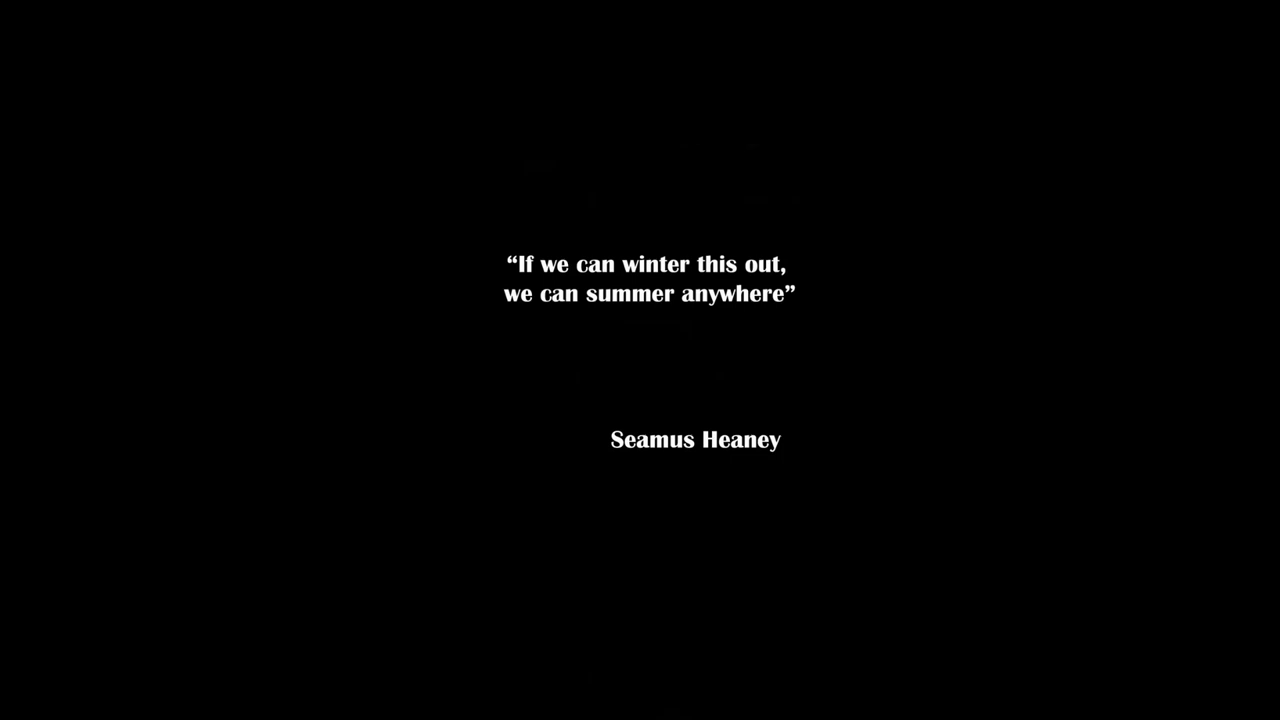 “If we can winter this out,
we can summer anywhere”
Seamus Heaney